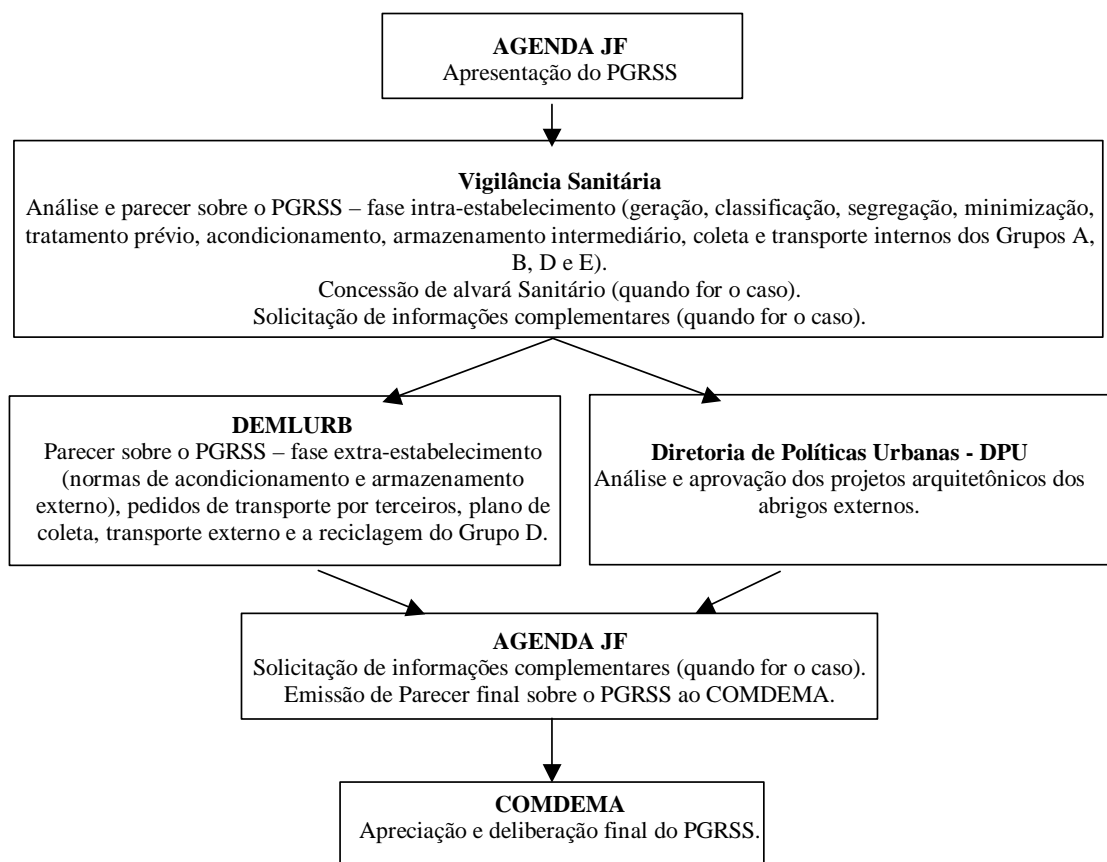 AGENDA JF
Apresentação do PGRSS
Vigilância Sanitária
Análise e parecer sobre o PGRSS – fase intra-estabelecimento (geração, classificação, segregação, minimização,
tratamento prévio, acondicionamento, armazenamento intermediário, coleta e transporte internos dos Grupos A,
B, D e E).
Concessão de alvará Sanitário (quando for o caso).
Solicitação de informações complementares (quando for o caso).
DEMLURB
Parecer sobre o PGRSS – fase extra-estabelecimento
(normas de acondicionamento e armazenamento
externo), pedidos de transporte por terceiros, plano de
coleta, transporte externo e a reciclagem do Grupo D.
Diretoria de Políticas Urbanas - DPU
Análise e aprovação dos projetos arquitetônicos dos
abrigos externos.
AGENDA JF
Solicitação de informações complementares (quando for o caso).
Emissão de Parecer final sobre o PGRSS ao COMDEMA.
COMDEMA
Apreciação e deliberação final do PGRSS.